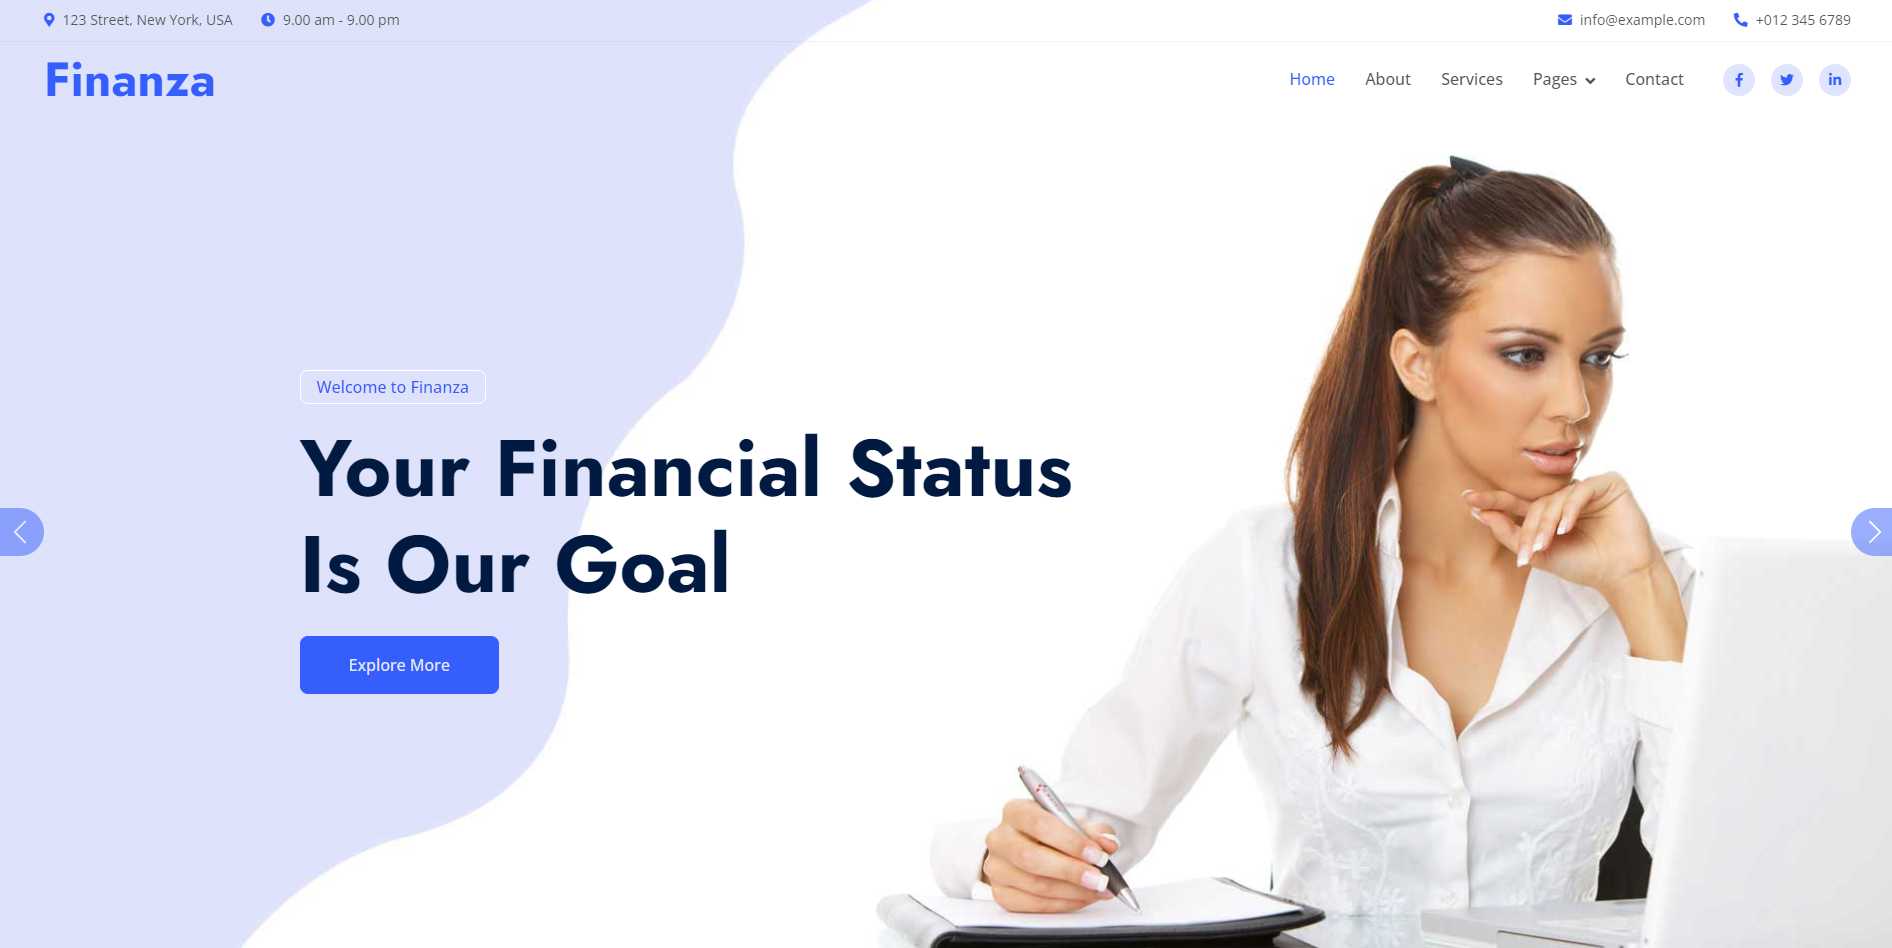 123 Street, New York, USA
9.00 am - 9.00 pm
info@example.com
+012 345 6789
Finanza
Home
About
Services
Pages
Contact
Welcome to Finanza
Your Financial Status
Is Our Goal
Explore More